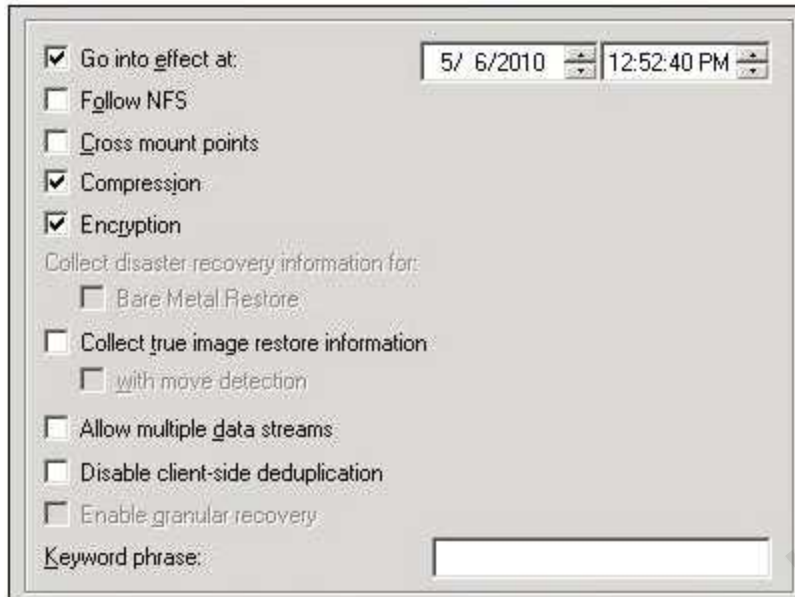 Go into effect at: 5/ 6/2010 12:52:40 PM
Follow NFS
Cross mount points
Compression
Encryption
Collect disaster recovery information for:
Bare Metal Restore
Collect true image restore information
with move detection
Allow multiple data streams
Disable client-side deduplication
Enable granular recovery
Keyword phrase: